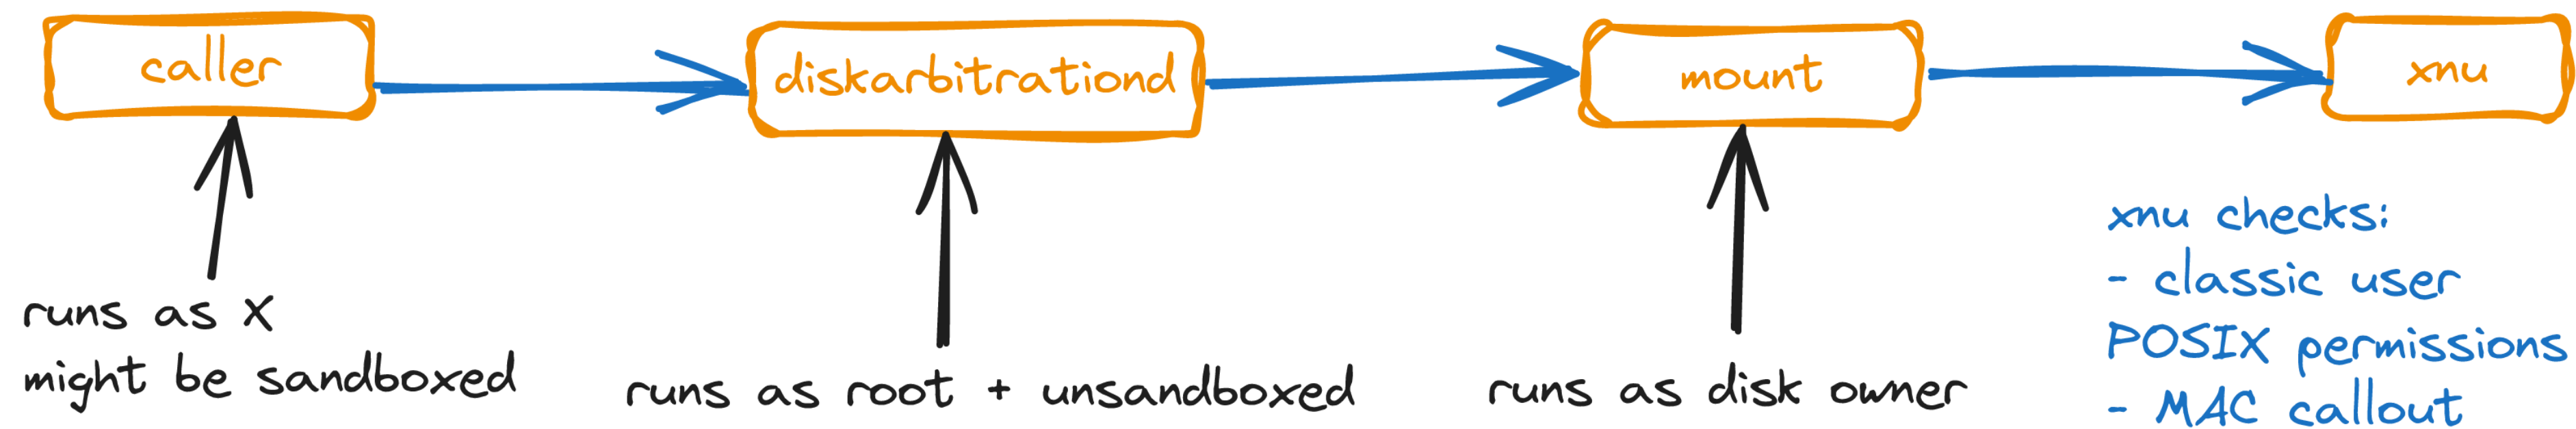 caller
diskarbitrationd
mount
xnu
runs as X
might be sandboxed
runs as root + unsandboxed
runs as disk owner
xnu checks:
- classic user
POSIX permissions
- MAC callout